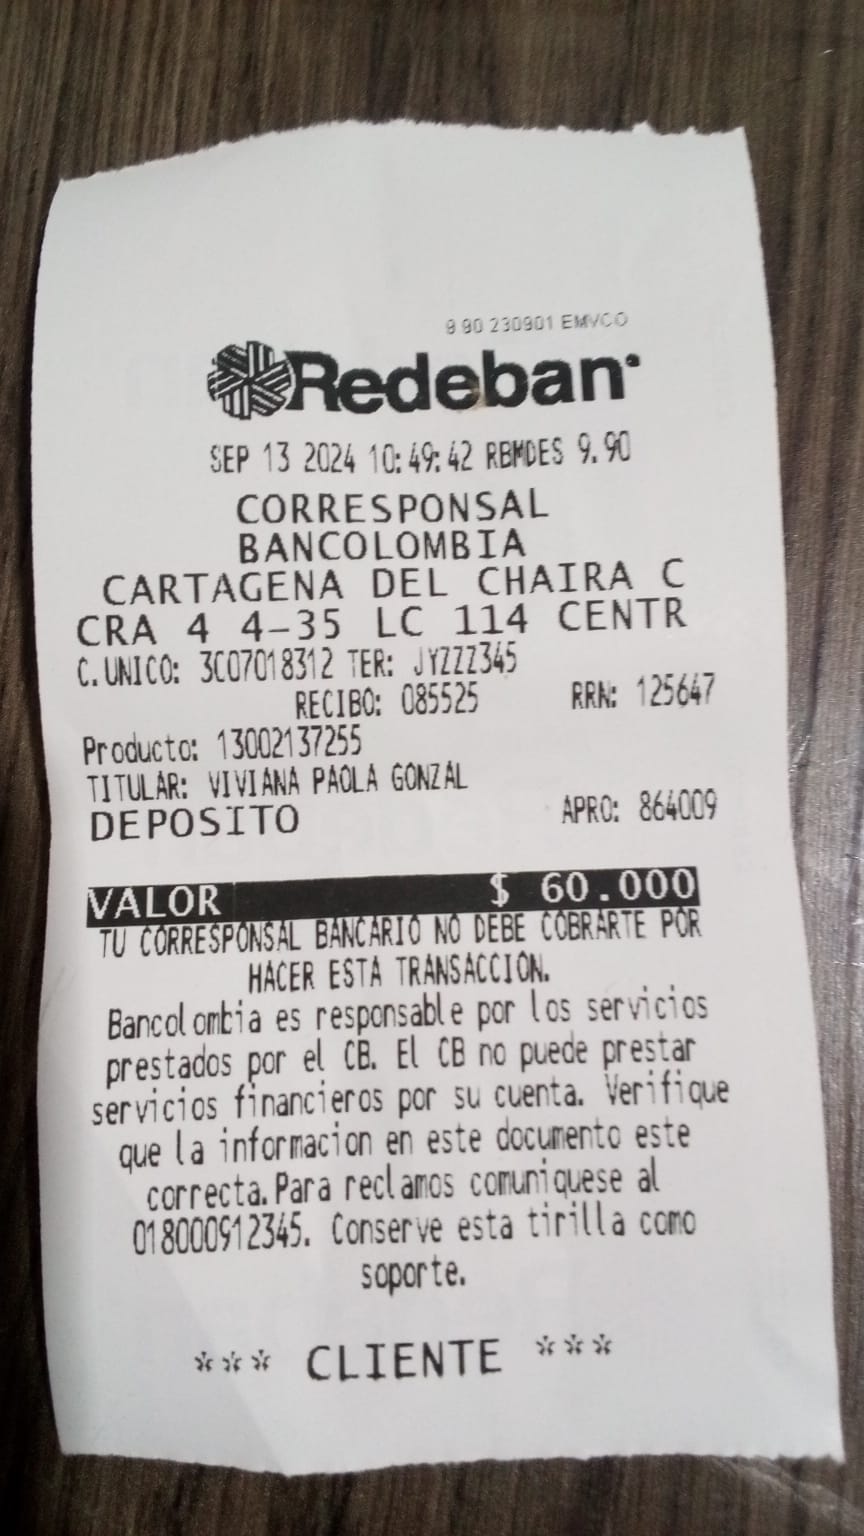 9.90 230901 EMVCO
Redeban
SEP 13 2024 10:49:42 RBMDES 9.90
CORRESPONSAL
BANCOLOMBIA
CARTAGENA DEL CHAIRA C
CRA 4 4-35 LC 114 CENTR
C.UNICO: 3C07018312 TER: JYZZZ345
RECIBO: 085525 RRN: 125647
Producto: 13002137255
TITULAR: VIVIANA PAOLA GONZAL
DEPOSITO APRO: 864009
VALOR $ 60.000
TU CORRESPONSAL BANCARIO NO DEBE COBRARTE POR
HACER ESTA TRANSACCION.
Bancolombia es responsable por los servicios
prestados por el CB. El CB no puede prestar
servicios financieros por su cuenta. Verifique
que la informacion en este documento este
correcta.Para reclamos comuniquese al
018000912345. Conserve esta tirilla como
soporte.
*** CLIENTE ***